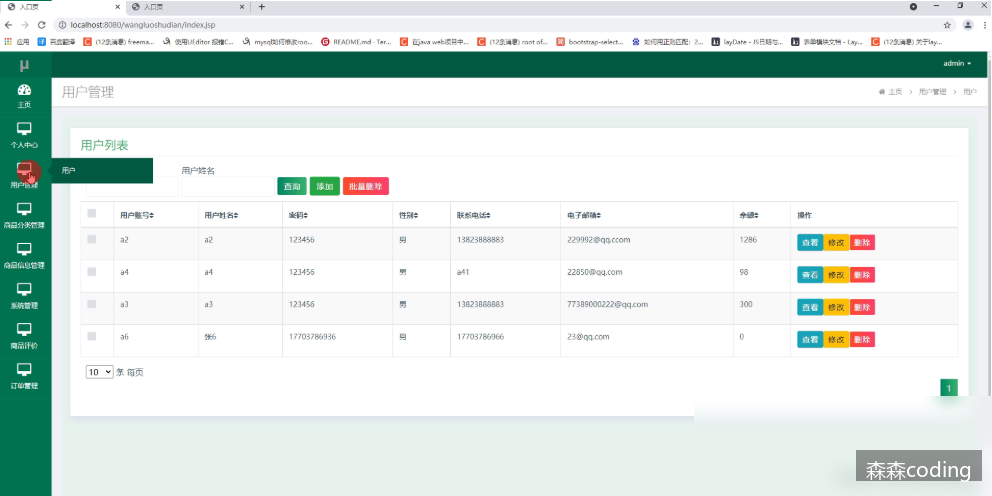 入口页
入口页
localhost:8080/wangluoshudian/index.jsp
应用
百度翻译
(12条消息) freema...
使用UEditor 报错C...
mysql如何修改roo...
README.md · Ter...
在java web项目中...
(12条消息) root of...
bootstrap-select...
如何用正则匹配：2...
layDate - JS日期与...
表单模块文档 - Lay...
(12条消息) 关于lay...
μ
admin
主页
个人中心
用户管理
商品分类管理
商品信息管理
系统管理
商品评价
订单管理
用户管理
主页 > 用户管理 > 用户
用户列表
用户
用户姓名
查询 添加 批量删除
用户账号 用户姓名 密码 性别 联系电话 电子邮箱 余额 操作
a2 a2 123456 男 13823888883 229992@qq.ccom 1286 查看 修改 删除
a4 a4 123456 男 a41 22850@qq.com 98 查看 修改 删除
a3 a3 123456 男 13823888883 77389000222@qq.com 300 查看 修改 删除
a6 张6 17703786936 男 17703786966 23@qq.com 0 查看 修改 删除
10 条 每页
1
森森coding